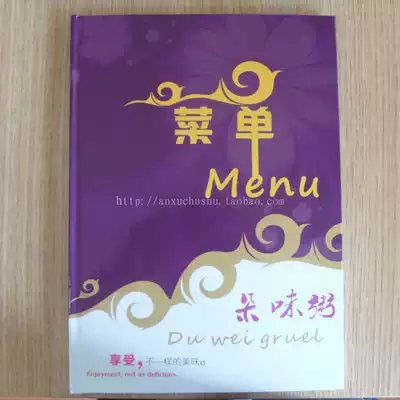 菜单
Menu
http://anxuchushu.taobao.com
朵味粥
Du wei gruel
享受,不一样的美味。
Enjoyment, not as delicious.